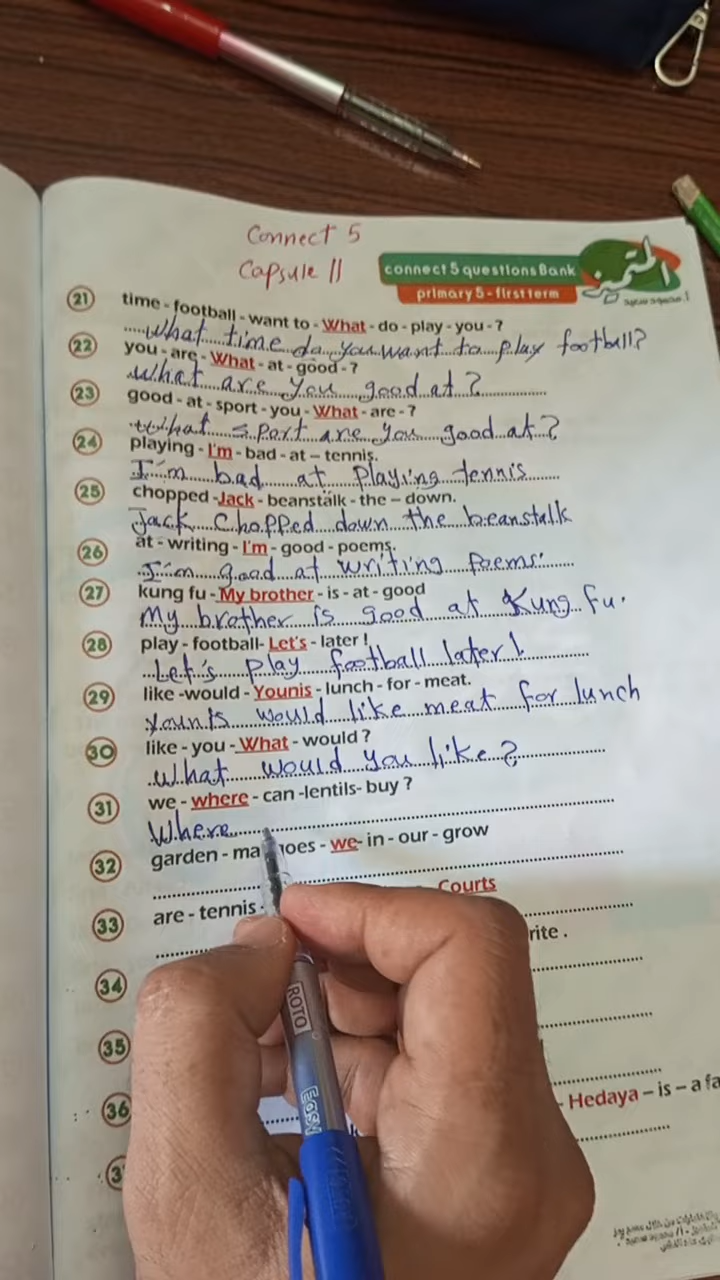 Connect 5
Capsule 11
connect 5 questions Bank
primary 5 - first term
المتميز
21 time - football - want to - What - do - play - you - ?
What time do you want to play football?
22 you - are - What - at - good - ?
What are you good at?
23 good - at - sport - you - What - are - ?
What sport are you good at?
24 playing - I'm - bad - at – tennis.
I'm bad at playing tennis
25 chopped -Jack - beanstalk - the – down.
Jack chopped down the beanstalk
26 at - writing - I'm - good - poems.
I'm good at writing Poems.
27 kung fu - My brother - is - at - good
My brother is good at Kung fu.
28 play - football- Let's - later !
Let's play football later!
29 like -would - Younis - lunch - for - meat.
younis would like meat for lunch
30 like - you - What - would ?
What would you like?
31 we - where - can -lentils- buy ?
Where
32 garden - ma oes - we- in - our - grow
33 are - tennis - Courts
34 rite .
35
36 - Hedaya – is – a fa
3
ROTO